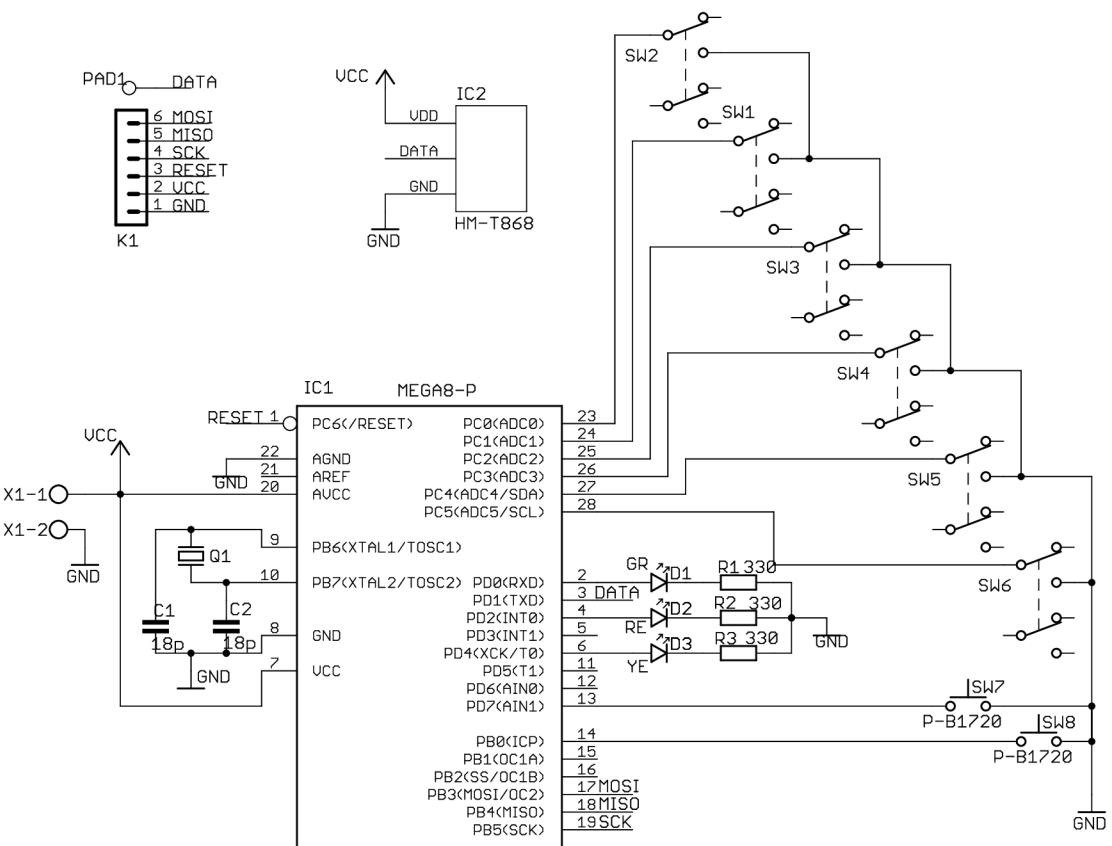 SW2
PAD1 DATA
6 MOSI
5 MISO
4 SCK
3 RESET
2 VCC
1 GND
K1
VCC
IC2
VDD
DATA
GND
HM-T868
GND
SW1
SW3
SW4
SW5
SW6
IC1 MEGA8-P
RESET 1 PC6(/RESET)
22 AGND
GND
21 AREF
20 AVCC
VCC
X1-1
X1-2
GND
9 PB6(XTAL1/TOSC1)
Q1
10 PB7(XTAL2/TOSC2)
C1
18p
C2
18p
8 GND
GND
7 VCC
PC0(ADC0) 23
PC1(ADC1) 24
PC2(ADC2) 25
PC3(ADC3) 26
PC4(ADC4/SDA) 27
PC5(ADC5/SCL) 28
PD0(RXD) 2
PD1(TXD) 3 DATA
PD2(INT0) 4
PD3(INT1) 5
PD4(XCK/T0) 6
PD5(T1) 11
PD6(AIN0) 12
PD7(AIN1) 13
PB0(ICP) 14
PB1(OC1A) 15
PB2(SS/OC1B) 16
PB3(MOSI/OC2) 17 MOSI
PB4(MISO) 18 MISO
PB5(SCK) 19 SCK
GR D1 R1 330
RE D2 R2 330
YE D3 R3 330
GND
SW7
P-B1720
SW8
P-B1720
GND